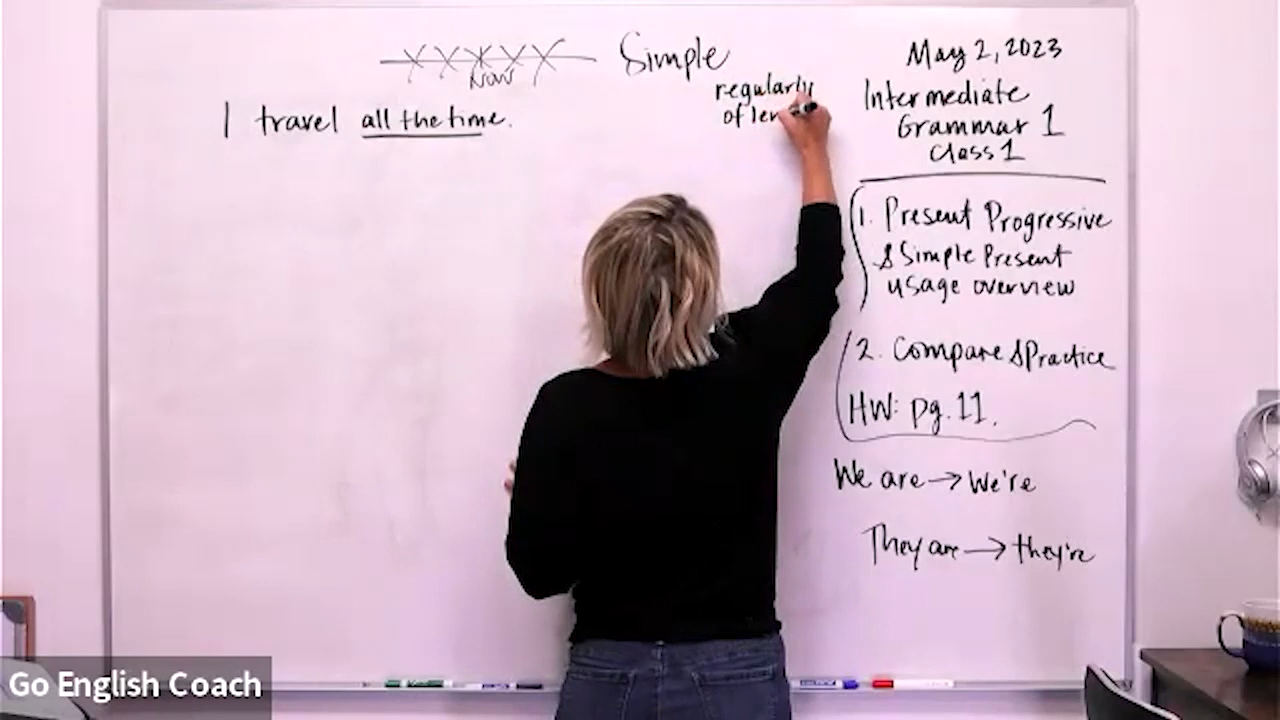 Simple
Now
regularly
I travel all the time.
May 2, 2023
Intermediate
Grammar 1
Class 1
1. Present Progressive
& Simple Present
usage overview
2. Compare & Practice
HW: pg. 11.
We are → We're
They are → they're
Go English Coach